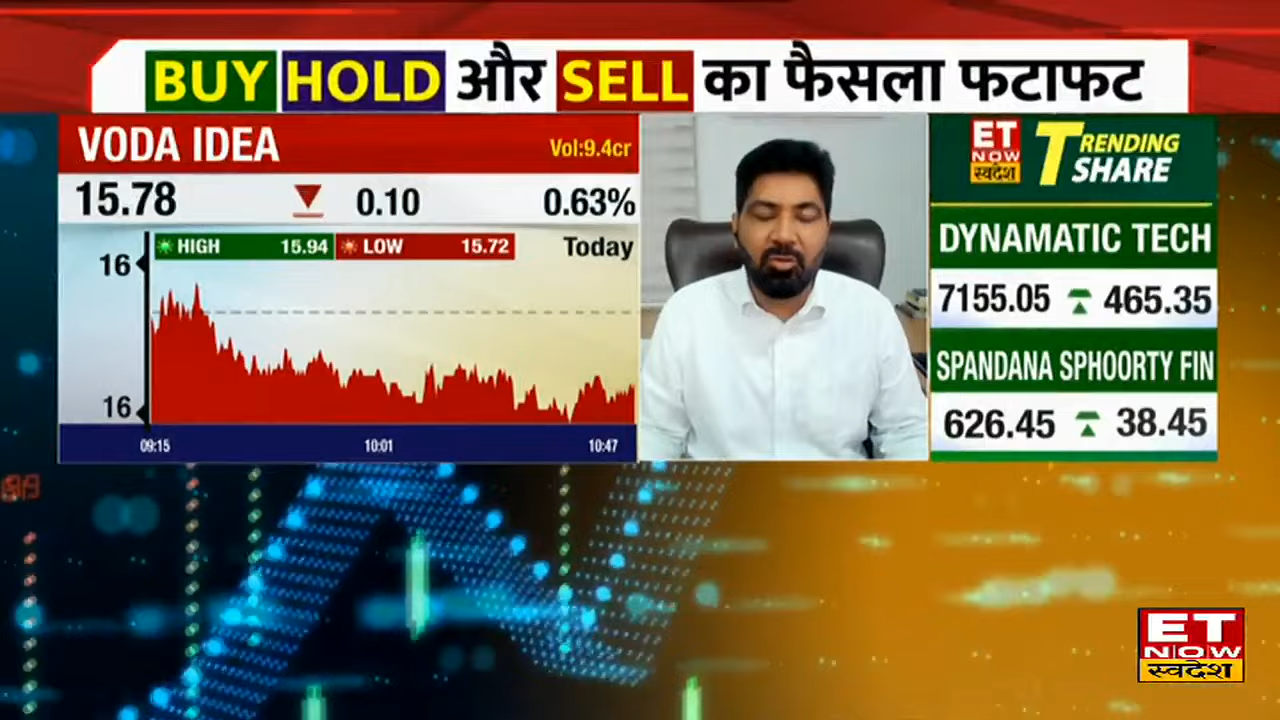 BUY HOLD और SELL का फैसला फटाफट
VODA IDEA
Vol:9.4cr
15.78 0.10 0.63%
HIGH 15.94 LOW 15.72 Today
16
16
09:15 10:01 10:47
ET NOW स्वदेश
TRENDING SHARE
DYNAMATIC TECH
7155.05 465.35
SPANDANA SPHOORTY FIN
626.45 38.45
ET
NOW
स्वदेश